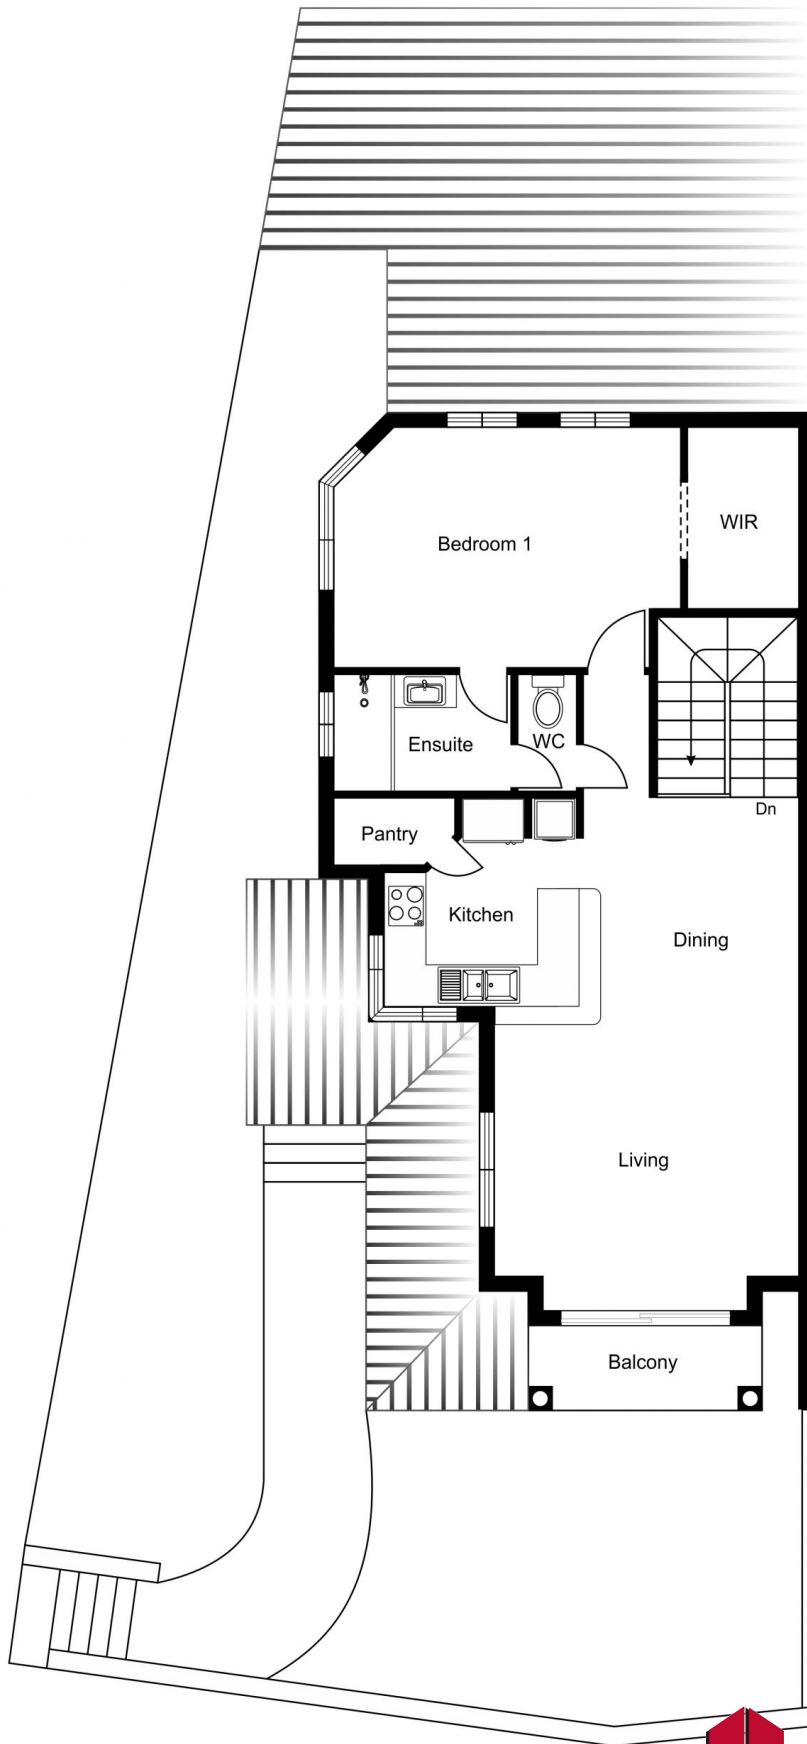 Bedroom 1
WIR
Ensuite
WC
Dn
Pantry
Kitchen
Dining
Living
Balcony